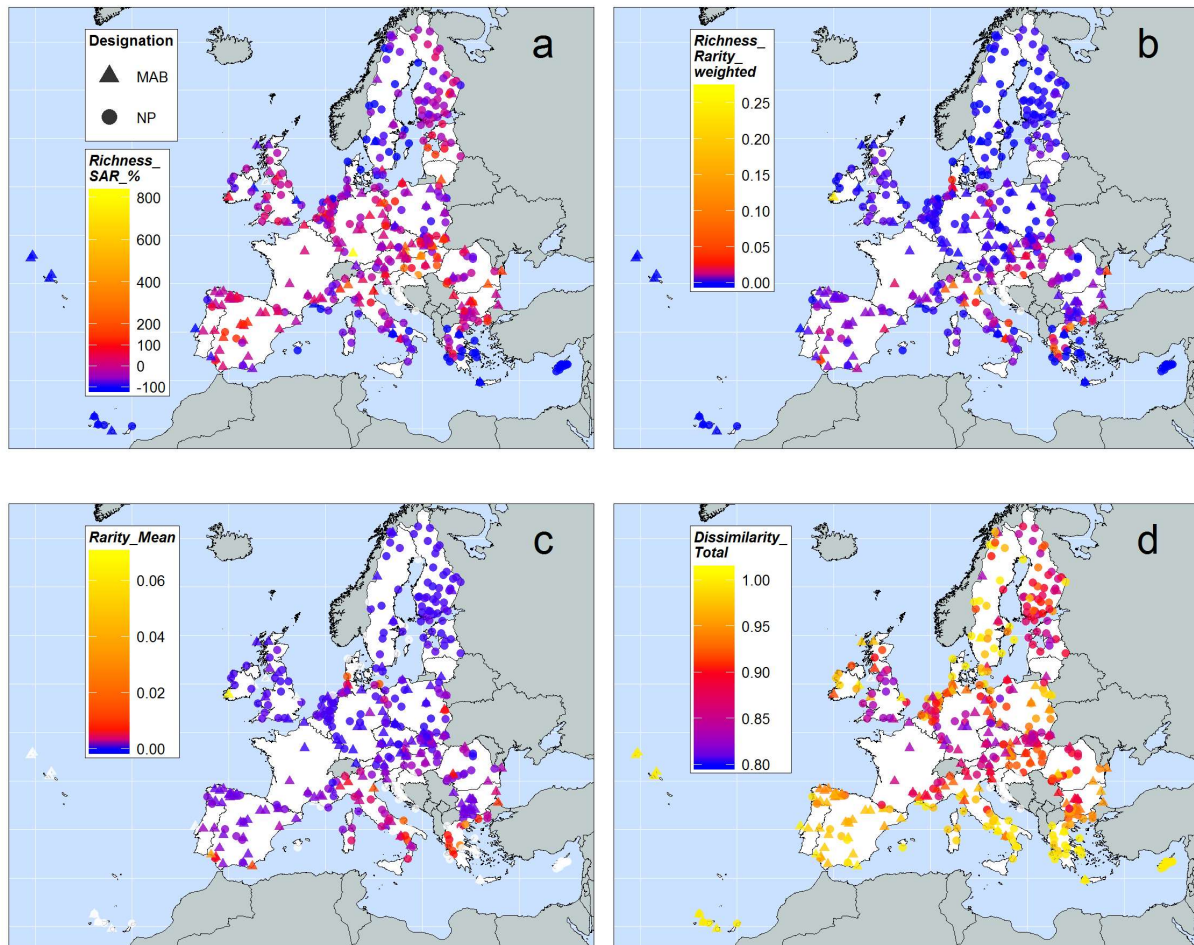 a
Designation
MAB
NP
Richness_
SAR_%
800
600
400
200
100
0
-100
b
Richness_
Rarity_
weighted
0.25
0.20
0.15
0.10
0.05
0.00
c
Rarity_Mean
0.06
0.04
0.02
0.00
d
Dissimilarity_
Total
1.00
0.95
0.90
0.85
0.80